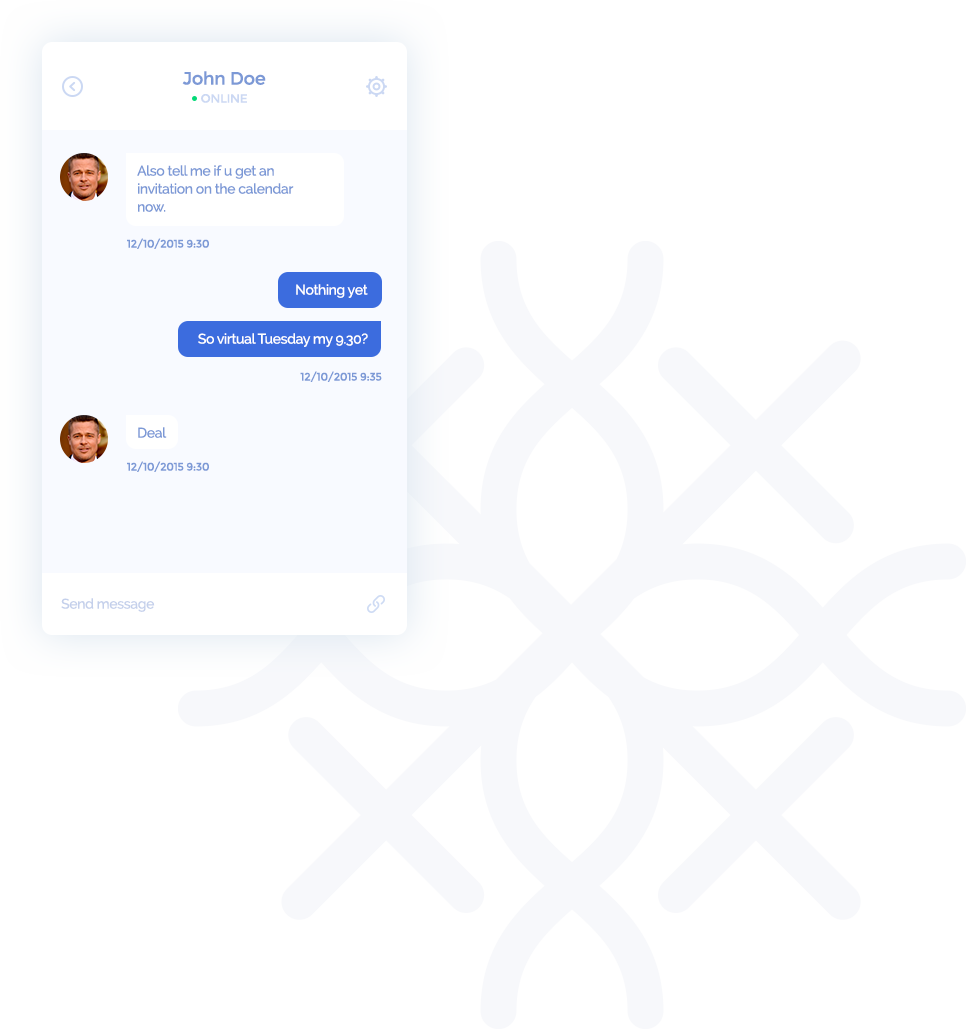 John Doe
ONLINE
Also tell me if u get an
invitation on the calendar
now.
12/10/2015 9:30
Nothing yet
So virtual Tuesday my 9.30?
12/10/2015 9:35
Deal
12/10/2015 9:30
Send message